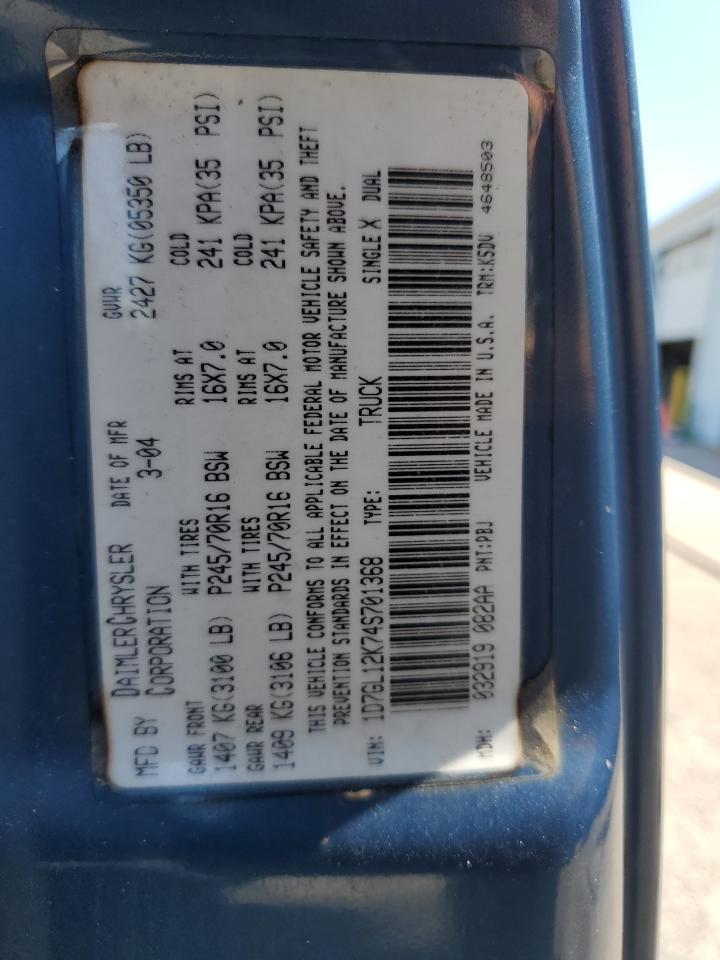 MFD BY DAIMLERCHRYSLER CORPORATION DATE OF MFR 3-04 GVWR 2427 KG(05350 LB)
GAWR FRONT WITH TIRES RIMS AT COLD
1407 KG(3100 LB) P245/70R16 BSW 16X7.0 241 KPA(35 PSI)
GAWR REAR WITH TIRES RIMS AT COLD
1409 KG(3106 LB) P245/70R16 BSW 16X7.0 241 KPA(35 PSI)
THIS VEHICLE CONFORMS TO ALL APPLICABLE FEDERAL MOTOR VEHICLE SAFETY AND THEFT
PREVENTION STANDARDS IN EFFECT ON THE DATE OF MANUFACTURE SHOWN ABOVE.
VIN: 1D7GL12K74S701368 TYPE: TRUCK SINGLE X DUAL
MDH: 032919 082AA PNT:PBJ VEHICLE MADE IN U.S.A. TRM:K5DV 4648503